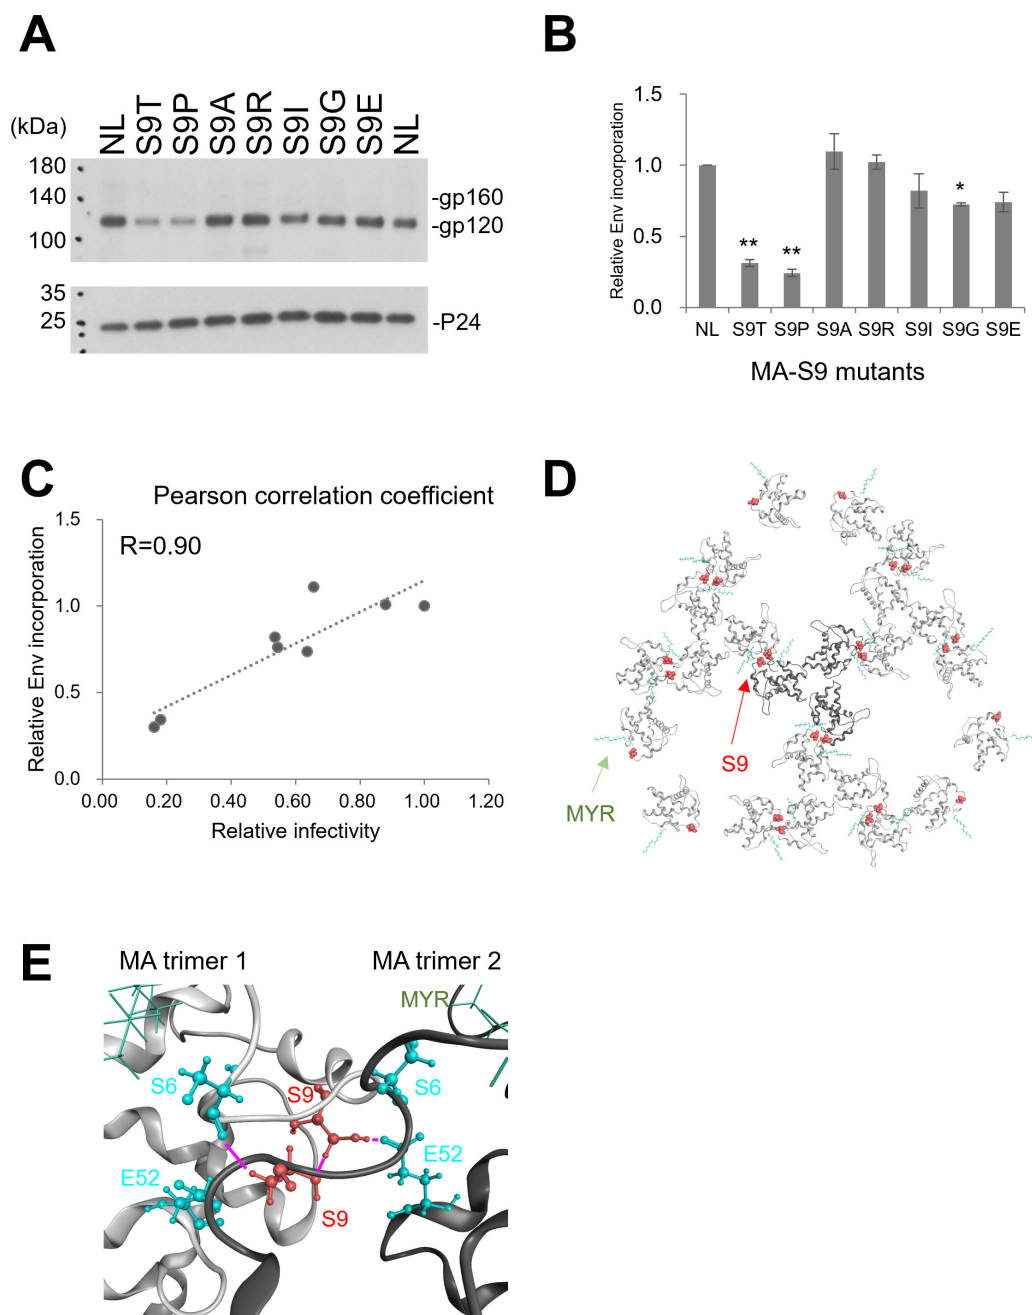 A
(kDa)
NL S9T S9P S9A S9R S9I S9G S9E NL
180
140
100
-gp160
-gp120
35
25
-P24
B
Relative Env incorporation
1.5
1.0
0.5
0.0
** ** *
NL S9T S9P S9A S9R S9I S9G S9E
MA-S9 mutants
C
Pearson correlation coefficient
R=0.90
Relative Env incorporation
1.5
1.0
0.5
0.0
0.00 0.20 0.40 0.60 0.80 1.00 1.20
Relative infectivity
D
S9
MYR
E
MA trimer 1 MA trimer 2
MYR
S6 S9 S6
E52 E52
S9